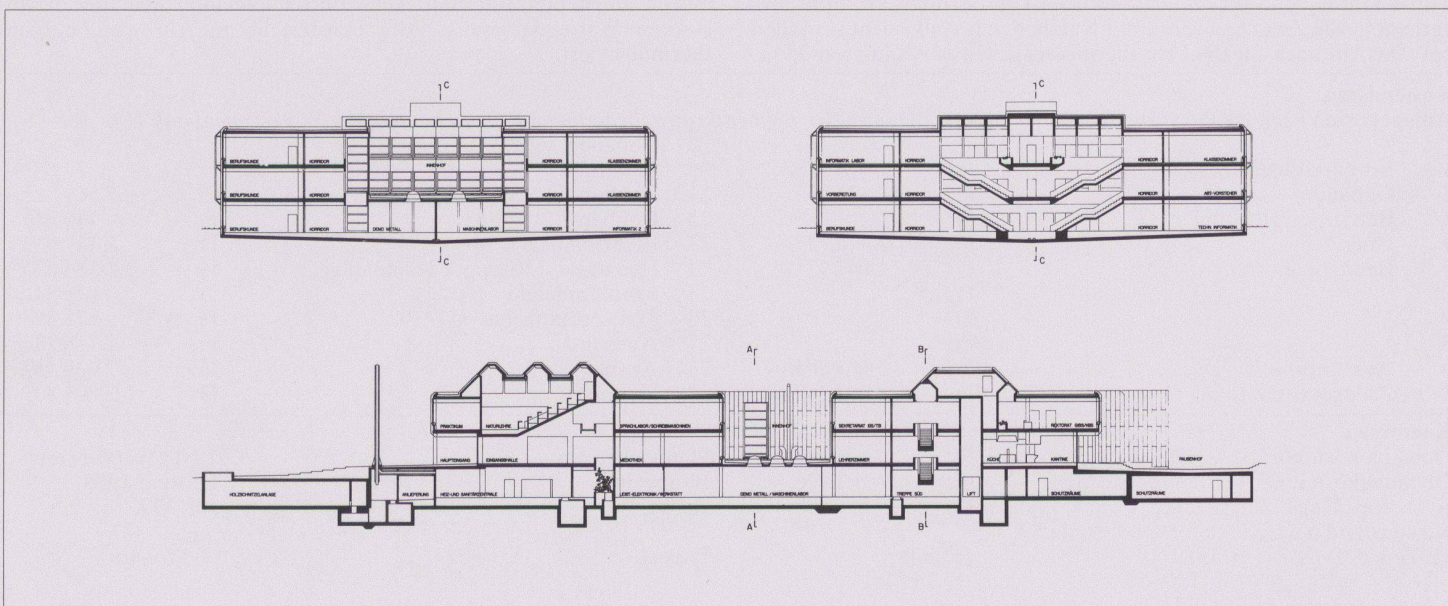 C
BERUFSKUNDE KORRIDOR INNENHOF KORRIDOR KLASSENZIMMER
BERUFSKUNDE KORRIDOR KORRIDOR KLASSENZIMMER
BERUFSKUNDE KORRIDOR DEMO METALL MASCHINENLABOR KORRIDOR INFORMATIK 2
C
C
INFORMATIK LABOR KORRIDOR KORRIDOR KLASSENZIMMER
VORBEREITUNG KORRIDOR KORRIDOR ABT-VORSTEHER
BERUFSKUNDE KORRIDOR KORRIDOR TECHN. INFORMATIK
C
A B
PRAKTIKUM NATURLEHRE SPRACHLABOR/SCHREIBMASCHINEN INNENHOF SEKRETARIAT REKTORAT
HAUPTEINGANG EINGANGSHALLE MEDIOTHEK LEHRERZIMMER KÜCHE KANTINE PAUSENHOF
HOLZSCHNITZELANLAGE ANLIEFERUNG HEIZ-UND SANITÄRZENTRALE LEIST.-ELEKTRONIK/WERKSTATT DEMO METALL/MASCHINENLABOR TREPPE SÜD LIFT SCHUTZRÄUME SCHUTZRÄUME
A B